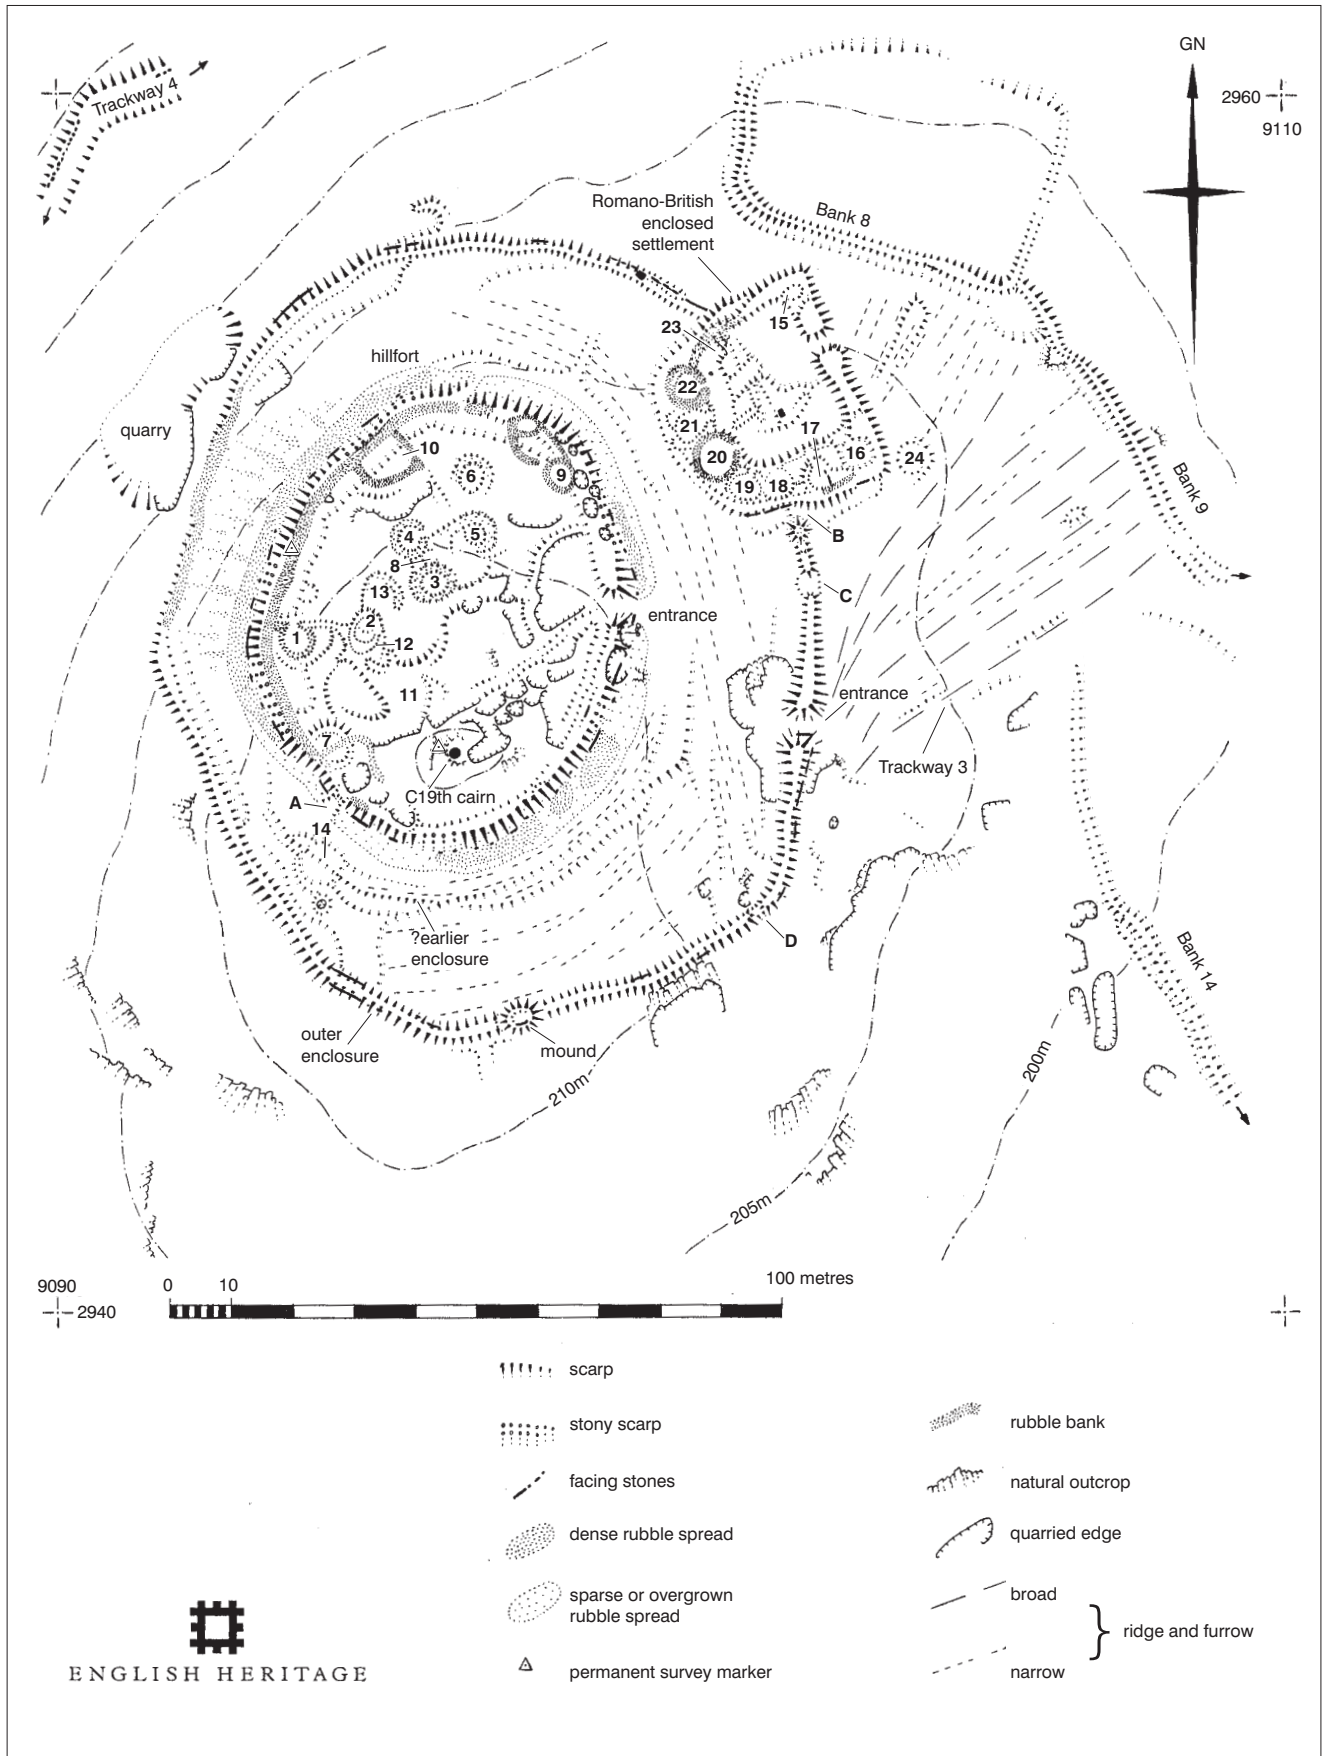 GN
2960
9110
Trackway 4
Romano-British
enclosed
settlement
Bank 8
23
15
hillfort
22
quarry
21
17
10
20
16
24
6
9
19
18
Bank 9
4
5
B
8
3
13
C
entrance
1
2
12
11
entrance
7
Trackway 3
C19th cairn
A
14
?earlier
enclosure
D
Bank 14
outer
enclosure
mound
210m
200m
205m
9090
2940
0
10
100 metres
scarp
stony scarp
facing stones
dense rubble spread
sparse or overgrown
rubble spread
permanent survey marker
rubble bank
natural outcrop
quarried edge
broad
ridge and furrow
narrow
ENGLISH HERITAGE